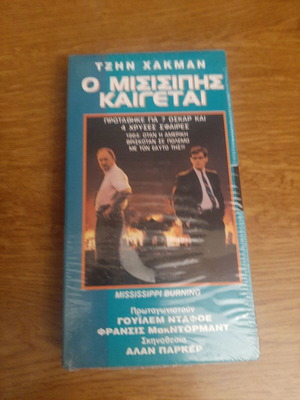 ΤΖΗΝ ΧΑΚΜΑΝ
Ο ΜΙΣΙΣΙΠΗΣ
ΚΑΙΓΕΤΑΙ
ΠΡΟΤΑΘΗΚΕ ΓΙΑ 7 ΟΣΚΑΡ ΚΑΙ
4 ΧΡΥΣΕΣ ΣΦΑΙΡΕΣ
1964. ΟΤΑΝ Η ΑΜΕΡΙΚΗ
ΒΡΙΣΚΟΤΑΝ ΣΕ ΠΟΛΕΜΟ
ΜΕ ΤΟΝ ΕΑΥΤΟ ΤΗΣ!!
MISSISSIPPI BURNING
Πρωταγωνιστούν
ΓΟΥΙΛΕΜ ΝΤΑΦΟΕ
ΦΡΑΝΣΙΣ ΜακΝΤΟΡΜΑΝΤ
Σκηνοθεσία
ΑΛΑΝ ΠΑΡΚΕΡ